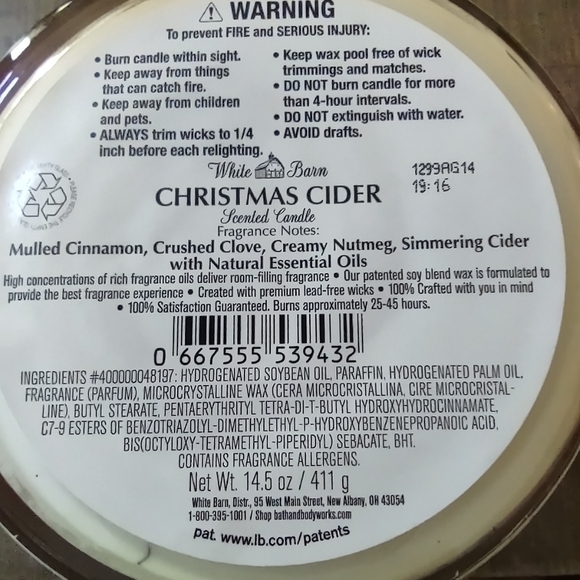 ⚠ WARNING
To prevent FIRE and SERIOUS INJURY:
• Burn candle within sight.
• Keep away from things
that can catch fire.
• Keep away from children
and pets.
• ALWAYS trim wicks to 1/4
inch before each relighting.
• Keep wax pool free of wick
trimmings and matches.
• DO NOT burn candle for more
than 4-hour intervals.
• DO NOT extinguish with water.
• AVOID drafts.
White Barn
1299AG14
19:16
CHRISTMAS CIDER
Scented Candle
Fragrance Notes:
Mulled Cinnamon, Crushed Clove, Creamy Nutmeg, Simmering Cider
with Natural Essential Oils
High concentrations of rich fragrance oils deliver room-filling fragrance • Our patented soy blend wax is formulated to
provide the best fragrance experience • Created with premium lead-free wicks • 100% Crafted with you in mind
• 100% Satisfaction Guaranteed. Burns approximately 25-45 hours.
0 667555 539432
INGREDIENTS #400000048197: HYDROGENATED SOYBEAN OIL, PARAFFIN, HYDROGENATED PALM OIL,
FRAGRANCE (PARFUM), MICROCRYSTALLINE WAX (CERA MICROCRISTALLINA, CIRE MICROCRISTAL-
LINE), BUTYL STEARATE, PENTAERYTHRITYL TETRA-DI-T-BUTYL HYDROXYHYDROCINNAMATE,
C7-9 ESTERS OF BENZOTRIAZOLYL-DIMETHYLETHYL-P-HYDROXYBENZENEPROPANOIC ACID,
BIS(OCTYLOXY-TETRAMETHYL-PIPERIDYL) SEBACATE, BHT.
CONTAINS FRAGRANCE ALLERGENS.
Net Wt. 14.5 oz / 411 g
White Barn, Distr., 95 West Main Street, New Albany, OH 43054
1-800-395-1001 / Shop bathandbodyworks.com
pat. www.lb.com/patents